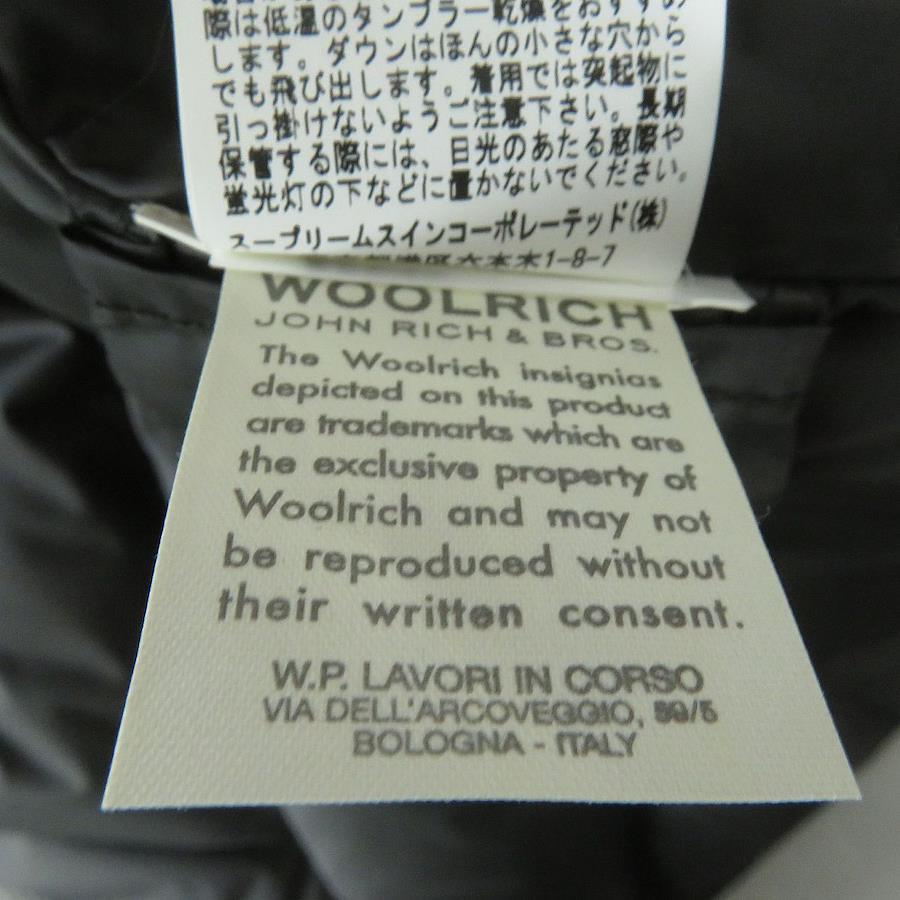 際は低温のタンブラー乾燥をおすすめ
します。ダウンはほんの小さな穴から
でも飛び出します。着用では突起物に
引っ掛けないようご注意下さい。長期
保管する際には、日光のあたる窓際や
蛍光灯の下などに置かないでください。
スープリームスインコーポレーテッド(株)
1-8-7
WOOLRICH
JOHN RICH & BROS.
The Woolrich insignias
depicted on this product
are trademarks which are
the exclusive property of
Woolrich and may not
be reproduced without
their written consent.
W.P. LAVORI IN CORSO
VIA DELL'ARCOVEGGIO, 59/5
BOLOGNA - ITALY